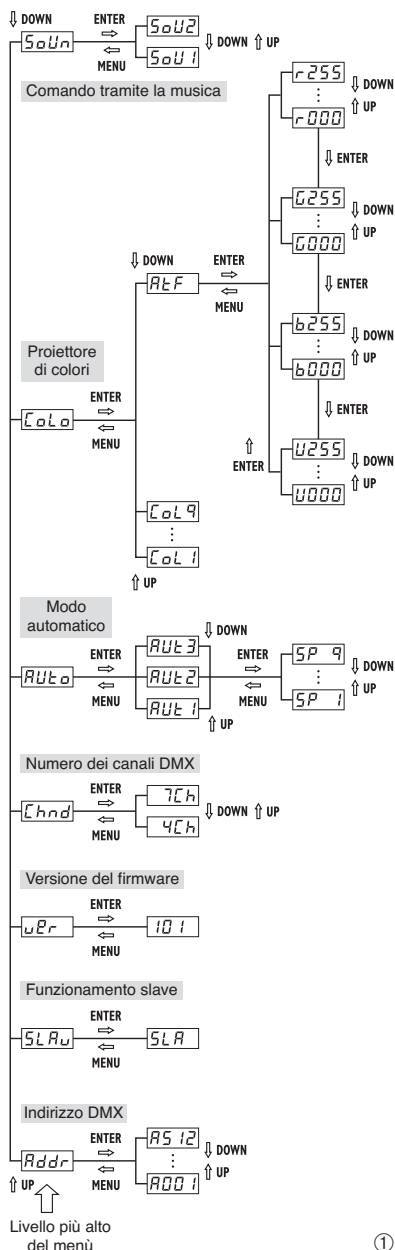 DOWN
ENTER
SoUn
SoU2
DOWN UP
SoU1
MENU
Comando tramite la musica
r255
DOWN
⋮
UP
r000
ENTER
G255
DOWN
⋮
UP
G000
DOWN
ENTER
ENTER
AtF
MENU
b255
DOWN
⋮
UP
b000
Proiettore
di colori
ENTER
ENTER
CoLo
MENU
ENTER
U255
DOWN
⋮
UP
U000
CoL9
⋮
CoL1
UP
Modo
automatico
DOWN
ENTER
AUt3
ENTER
SP 9
DOWN
AUto
AUt2
⋮
UP
MENU
AUt1
MENU
SP 1
UP
Numero dei canali DMX
ENTER
7Ch
Chnd
DOWN UP
MENU
4Ch
Versione del firmware
ENTER
vEr
101
MENU
Funzionamento slave
ENTER
SLAv
SLA
MENU
Indirizzo DMX
ENTER
A512
DOWN
Addr
⋮
UP
UP
MENU
A001
Livello più alto
del menù
①